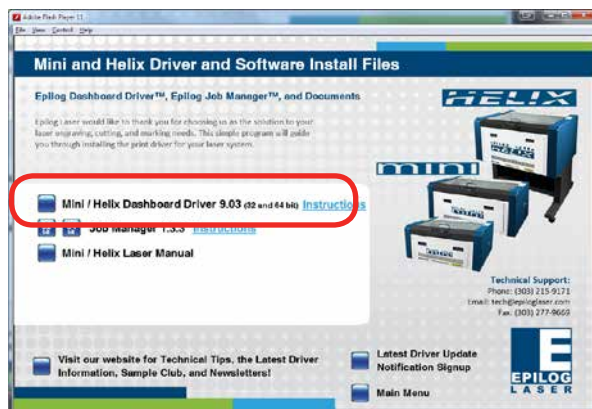 Adobe Flash Player 11
File View Control Help
Mini and Helix Driver and Software Install Files
Epilog Dashboard Driver™, Epilog Job Manager™, and Documents
HELIX
Epilog Laser would like to thank you for choosing us as the solution to your
laser engraving, cutting, and marking needs. This simple program will guide
you through installing the print driver for your laser system.
mini
Mini / Helix Dashboard Driver 9.03 (32 and 64 bit) Instructions
Job Manager 1.3.3 Instructions
Mini / Helix Laser Manual
Technical Support:
Phone: (303) 215-9171
Email: tech@epiloglaser.com
Fax: (303) 277-9669
Visit our website for Technical Tips, the Latest Driver
Information, Sample Club, and Newsletters!
Latest Driver Update
Notification Signup
Main Menu
EPILOG
LASER